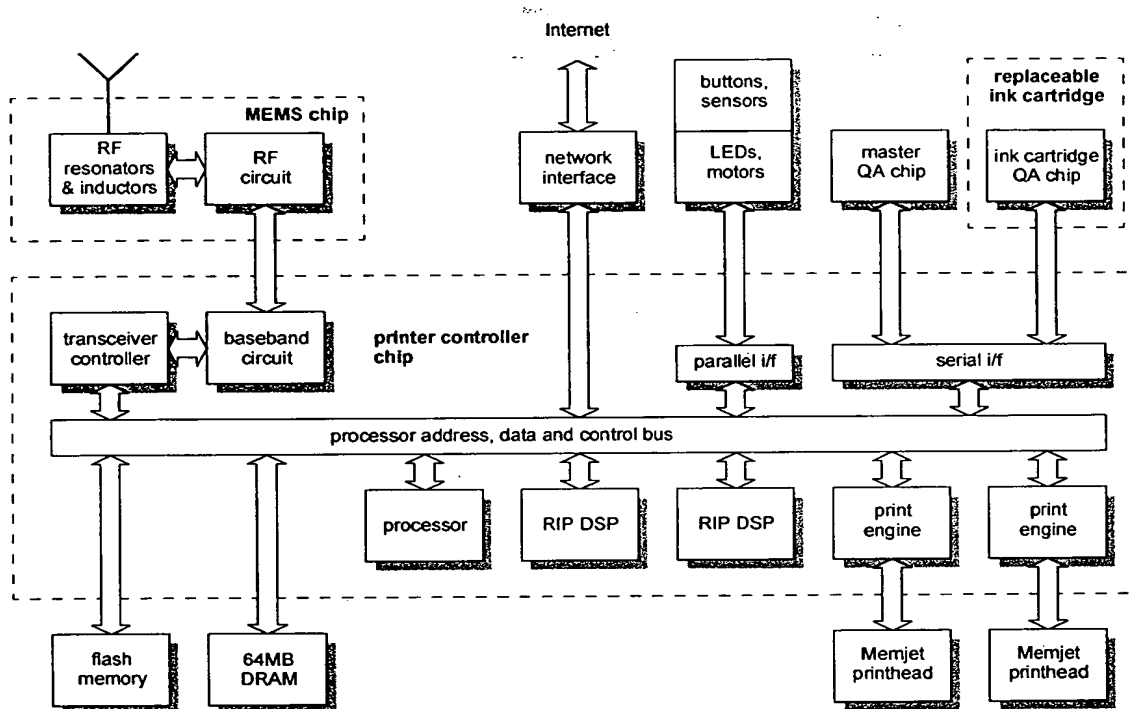 Internet
buttons,
sensors
replaceable
ink cartridge
MEMS chip
RF
resonators
& inductors
RF
circuit
network
interface
LEDs,
motors
master
QA chip
ink cartridge
QA chip
transceiver
controller
baseband
circuit
printer controller
chip
parallel i/f
serial i/f
processor address, data and control bus
processor
RIP DSP
RIP DSP
print
engine
print
engine
flash
memory
64MB
DRAM
Memjet
printhead
Memjet
printhead